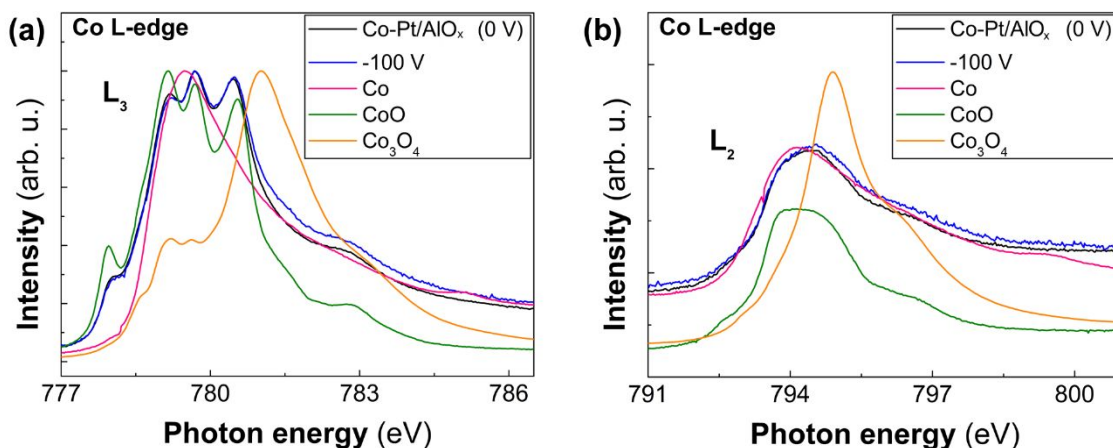 (a)
Co L-edge
L₃
Co-Pt/AlOₓ (0 V)
-100 V
Co
CoO
Co₃O₄
Intensity (arb. u.)
777 780 783 786
Photon energy (eV)
(b)
Co L-edge
L₂
Co-Pt/AlOₓ (0 V)
-100 V
Co
CoO
Co₃O₄
Intensity (arb. u.)
791 794 797 800
Photon energy (eV)